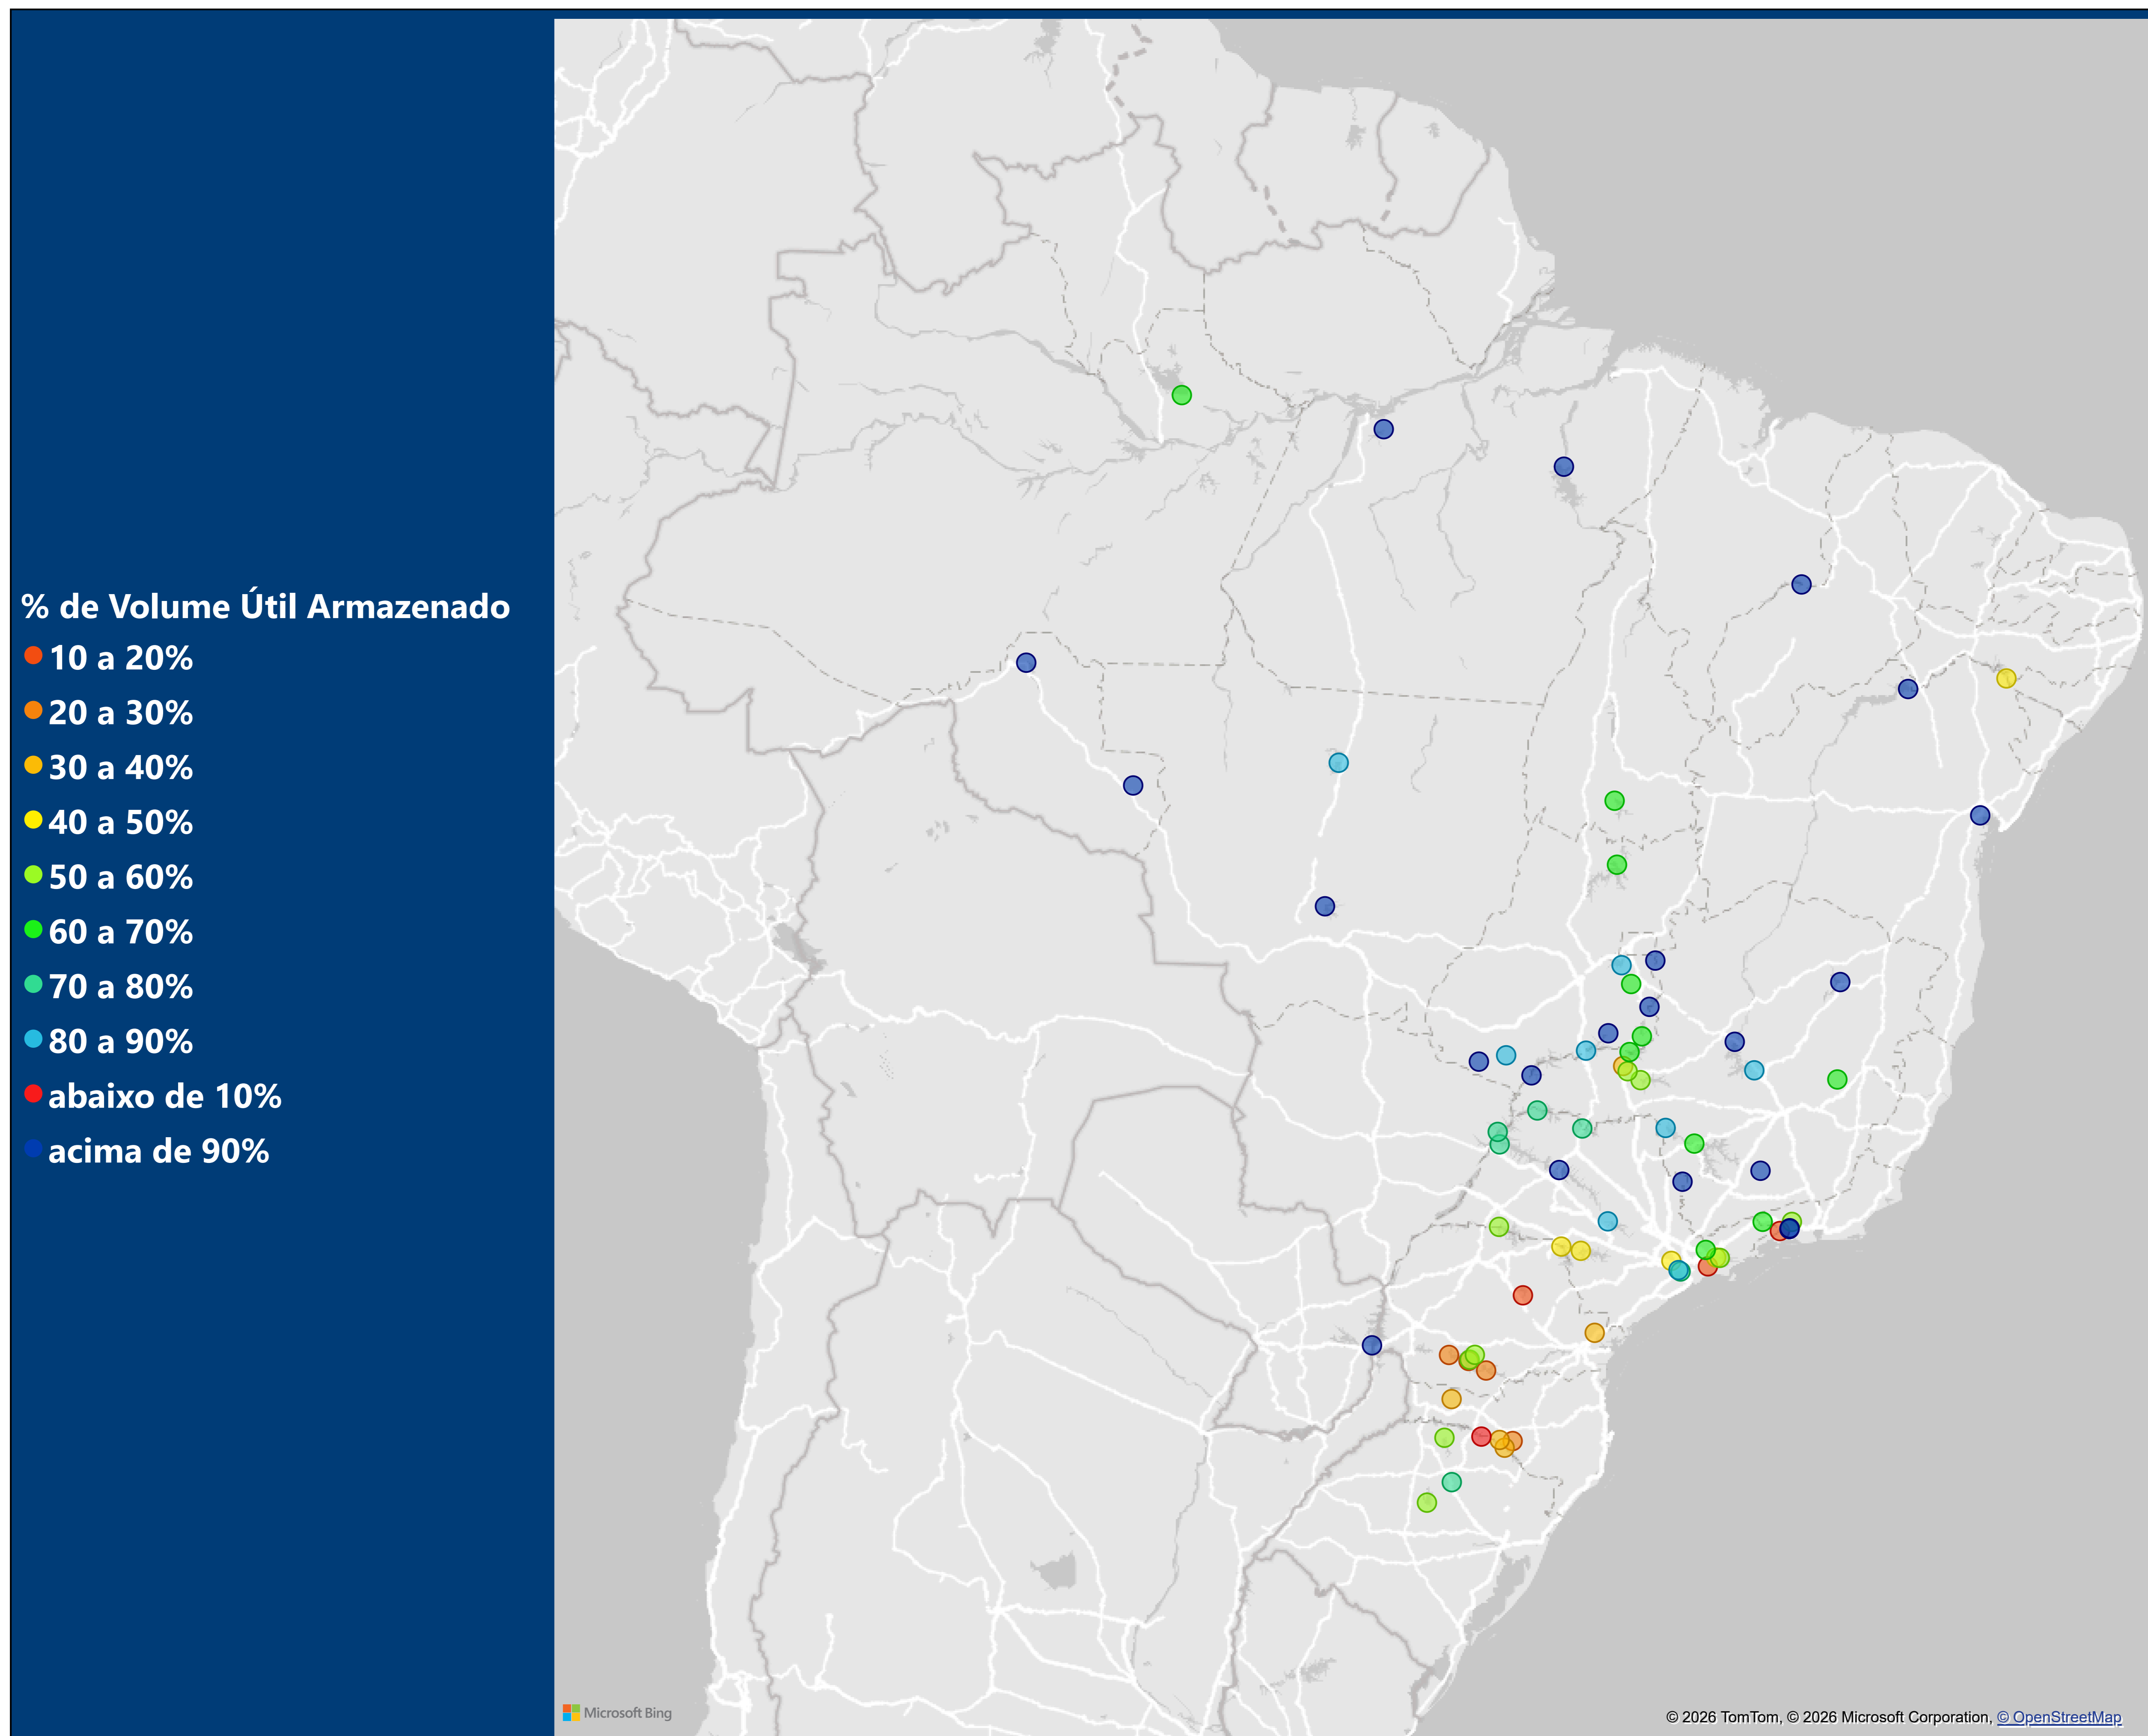 % de Volume Útil Armazenado
10 a 20%
20 a 30%
30 a 40%
40 a 50%
50 a 60%
60 a 70%
70 a 80%
80 a 90%
abaixo de 10%
acima de 90%
Microsoft Bing
© 2026 TomTom, © 2026 Microsoft Corporation, © OpenStreetMap